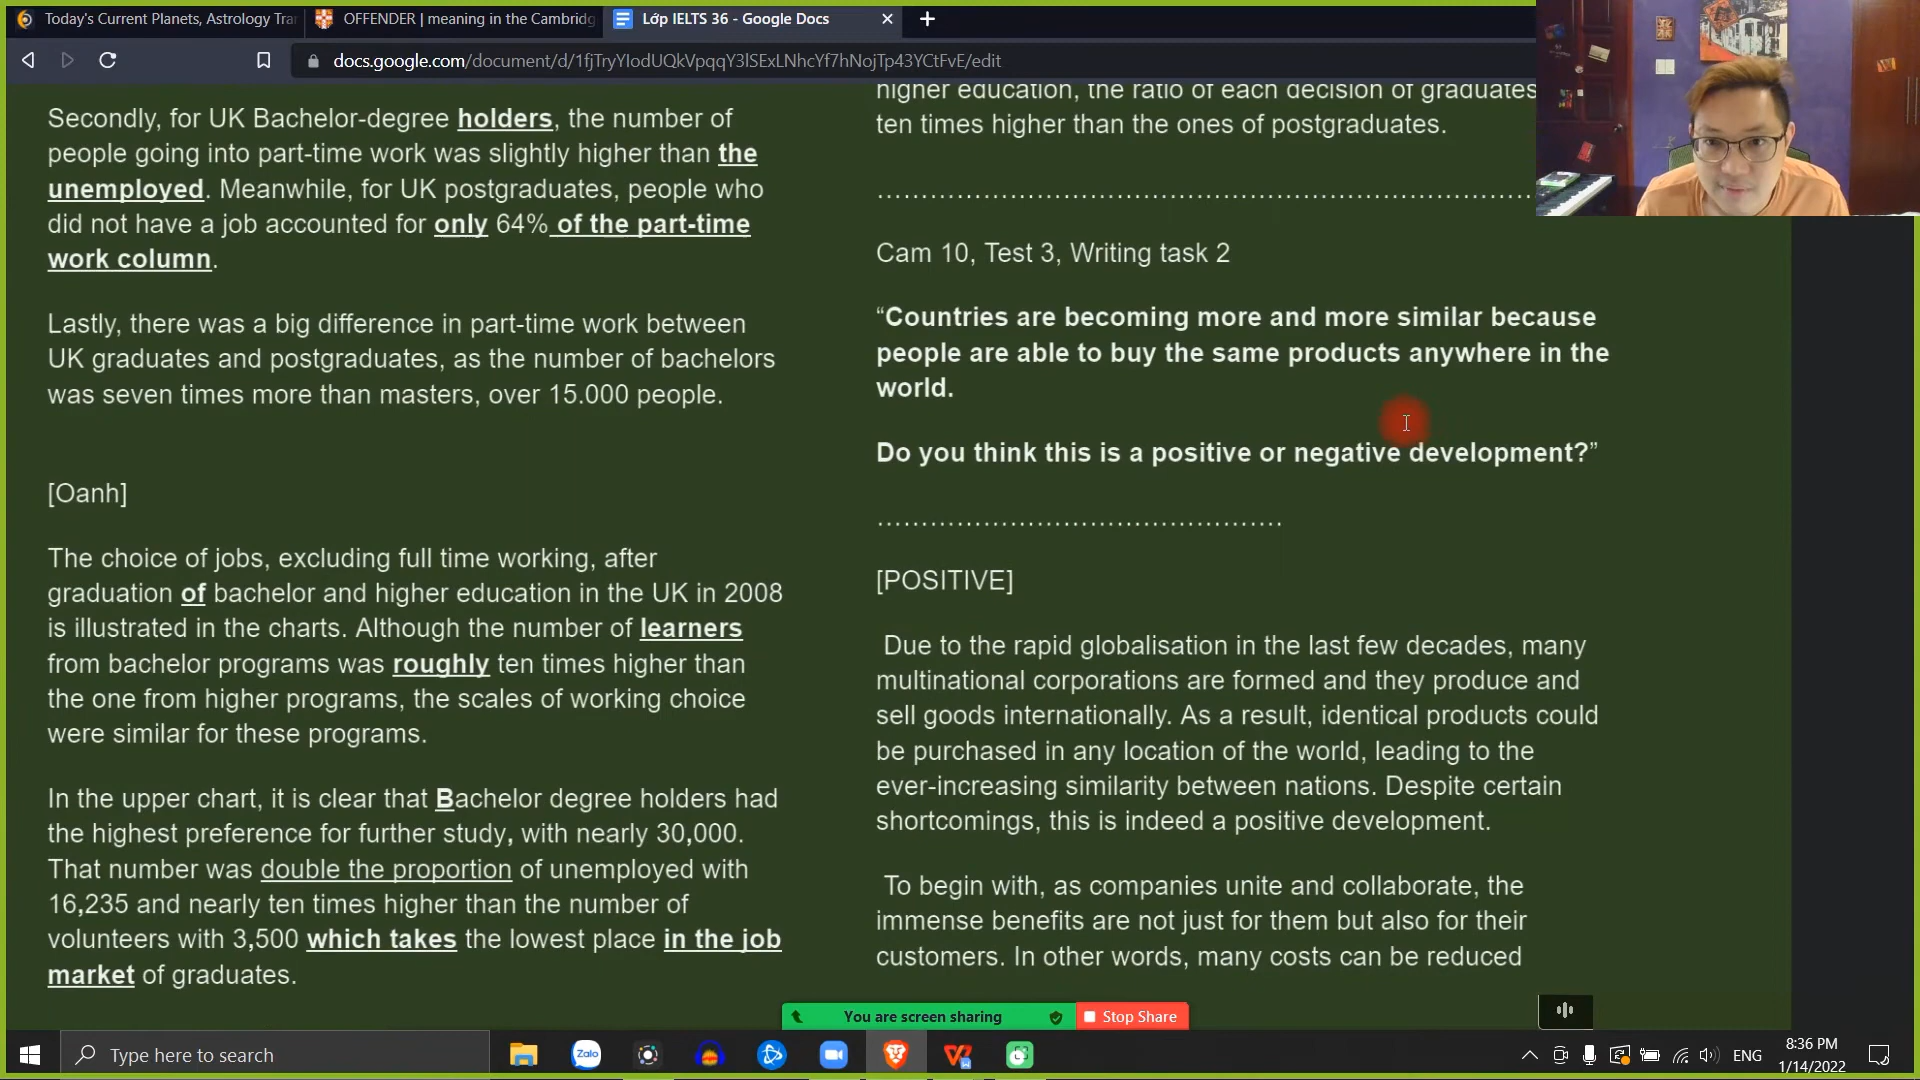 Today's Current Planets, Astrology Tra
OFFENDER | meaning in the Cambridg
Lớp IELTS 36 - Google Docs
docs.google.com/document/d/1fjTryYIodUQkVpqqY3lSExLNhcYf7hNojTp43YCtFvE/edit
Secondly, for UK Bachelor-degree holders, the number of
people going into part-time work was slightly higher than the
unemployed. Meanwhile, for UK postgraduates, people who
did not have a job accounted for only 64% of the part-time
work column.
Lastly, there was a big difference in part-time work between
UK graduates and postgraduates, as the number of bachelors
was seven times more than masters, over 15.000 people.
[Oanh]
The choice of jobs, excluding full time working, after
graduation of bachelor and higher education in the UK in 2008
is illustrated in the charts. Although the number of learners
from bachelor programs was roughly ten times higher than
the one from higher programs, the scales of working choice
were similar for these programs.
In the upper chart, it is clear that Bachelor degree holders had
the highest preference for further study, with nearly 30,000.
That number was double the proportion of unemployed with
16,235 and nearly ten times higher than the number of
volunteers with 3,500 which takes the lowest place in the job
market of graduates.
higher education, the ratio of each decision of graduates
ten times higher than the ones of postgraduates.
……………………………………………………………………
Cam 10, Test 3, Writing task 2
“Countries are becoming more and more similar because
people are able to buy the same products anywhere in the
world.
Do you think this is a positive or negative development?”
……………………………………….
[POSITIVE]
Due to the rapid globalisation in the last few decades, many
multinational corporations are formed and they produce and
sell goods internationally. As a result, identical products could
be purchased in any location of the world, leading to the
ever-increasing similarity between nations. Despite certain
shortcomings, this is indeed a positive development.
To begin with, as companies unite and collaborate, the
immense benefits are not just for them but also for their
customers. In other words, many costs can be reduced
You are screen sharing
Stop Share
Type here to search
Zalo
ENG
8:36 PM
1/14/2022